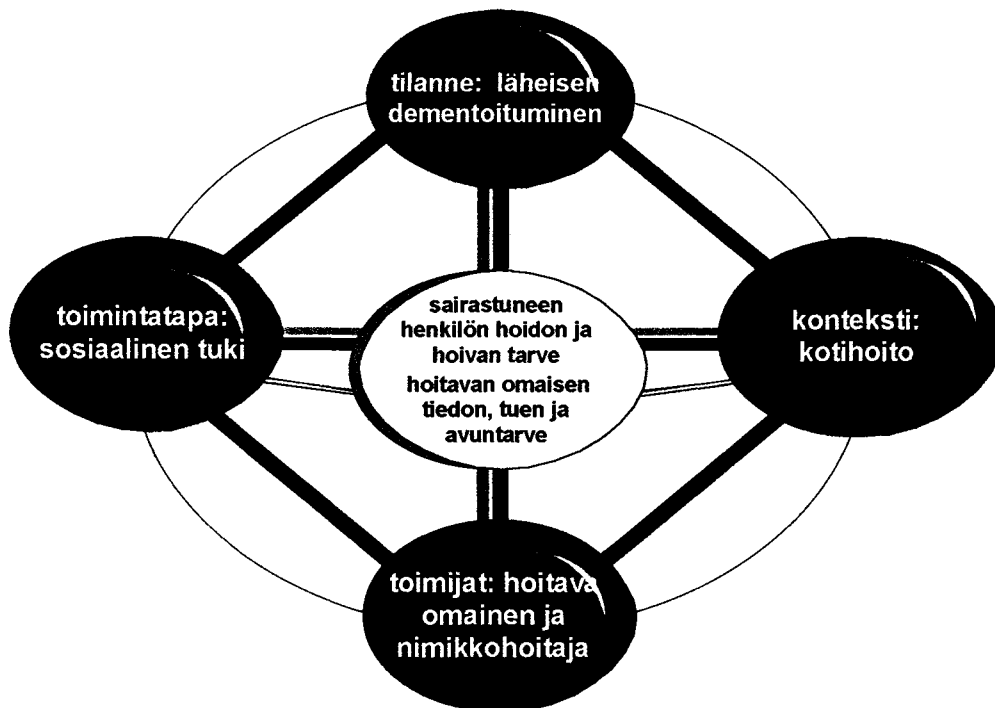 tilanne: läheisen
dementoituminen
toimintatapa:
sosiaalinen tuki
sairastuneen
henkilön hoidon ja
hoivan tarve
hoitavan omaisen
tiedon, tuen ja
avuntarve
konteksti:
kotihoito
toimijat: hoitava
omainen ja
nimikkohoitaja